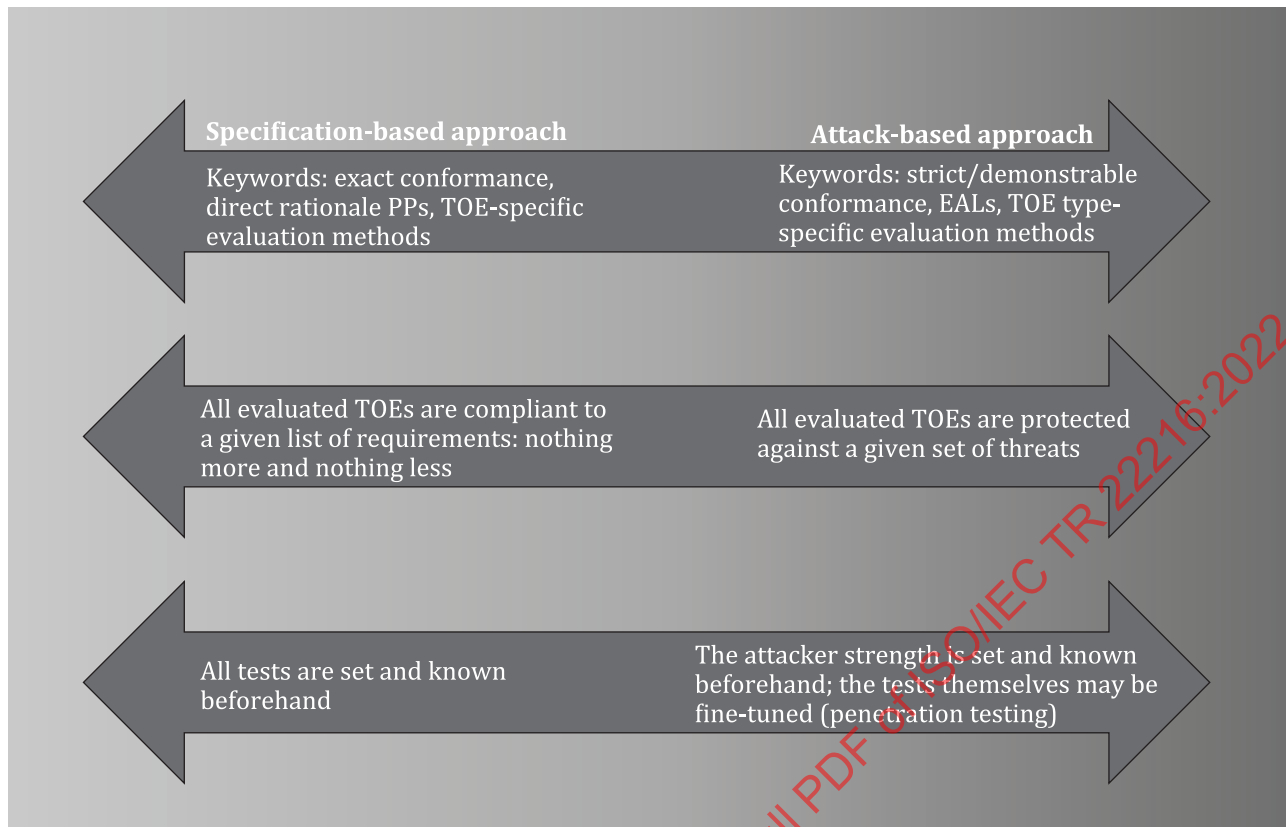 Specification-based approach
Keywords: exact conformance,
direct rationale PPs, TOE-specific
evaluation methods
Attack-based approach
Keywords: strict/demonstrable
conformance, EALs, TOE type-
specific evaluation methods
All evaluated TOEs are compliant to
a given list of requirements: nothing
more and nothing less
All evaluated TOEs are protected
against a given set of threats
All tests are set and known
beforehand
The attacker strength is set and known
beforehand; the tests themselves may be
fine-tuned (penetration testing)
PDF of ISO/IEC TR 22216:2022